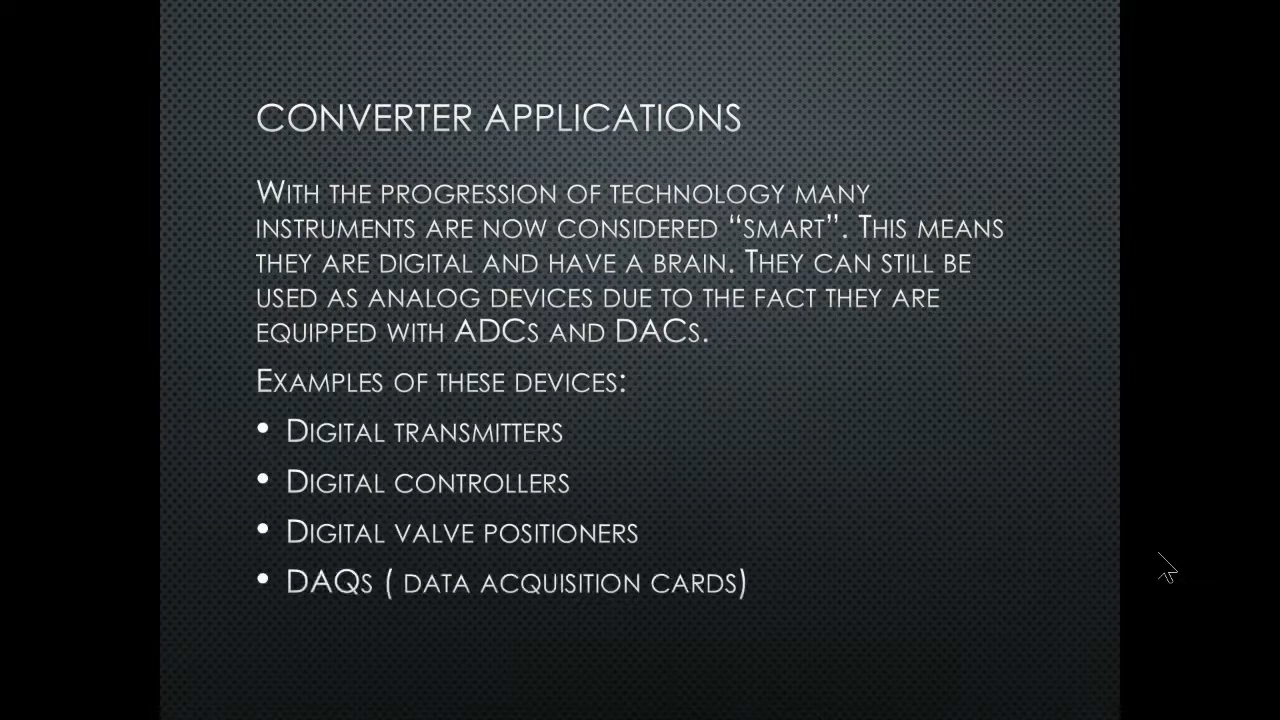 CONVERTER APPLICATIONS
WITH THE PROGRESSION OF TECHNOLOGY MANY
INSTRUMENTS ARE NOW CONSIDERED “SMART”. THIS MEANS
THEY ARE DIGITAL AND HAVE A BRAIN. THEY CAN STILL BE
USED AS ANALOG DEVICES DUE TO THE FACT THEY ARE
EQUIPPED WITH ADCS AND DACS.
EXAMPLES OF THESE DEVICES:
• DIGITAL TRANSMITTERS
• DIGITAL CONTROLLERS
• DIGITAL VALVE POSITIONERS
• DAQS ( DATA ACQUISITION CARDS)